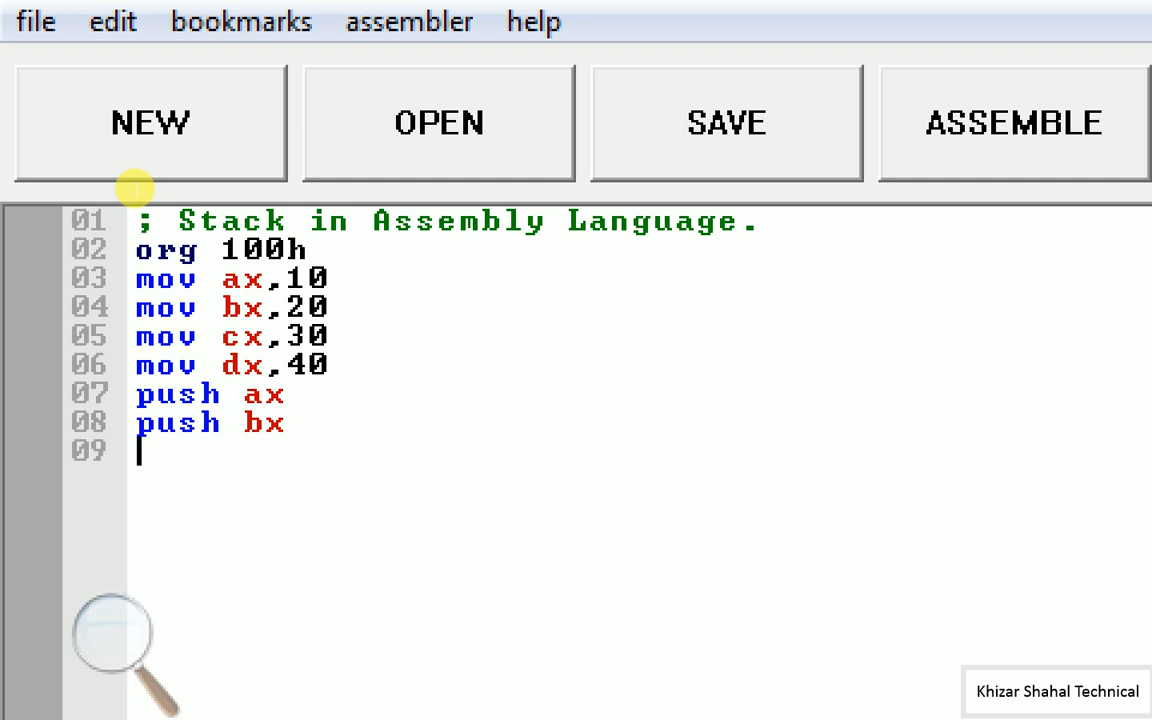 file edit bookmarks assembler help
NEW OPEN SAVE ASSEMBLE
01 ; Stack in Assembly Language.
02 org 100h
03 mov ax,10
04 mov bx,20
05 mov cx,30
06 mov dx,40
07 push ax
08 push bx
09
Khizar Shahal Technical